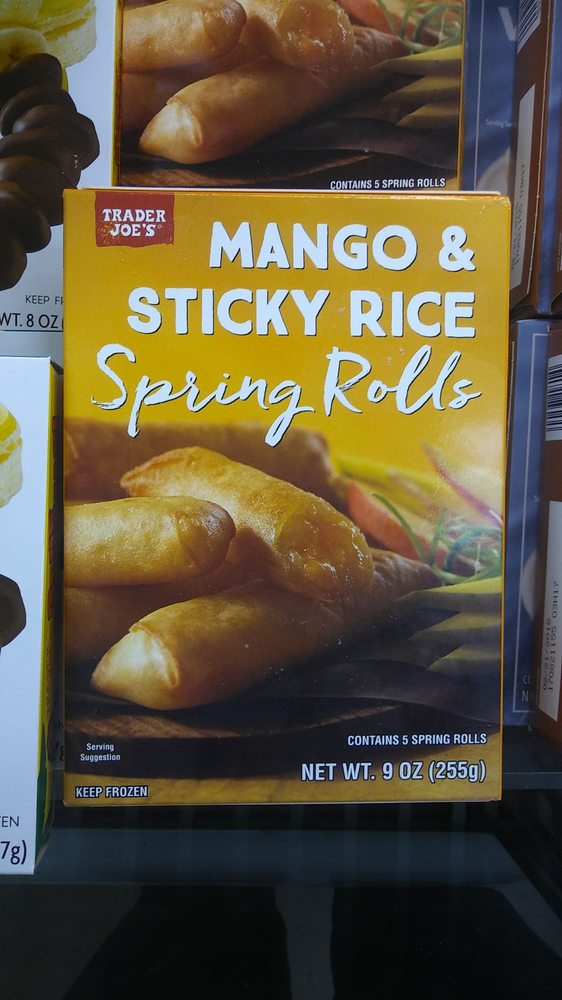 CONTAINS 5 SPRING ROLLS
KEEP
WT. 8 OZ
TRADER
JOE'S
MANGO &
STICKY RICE
Spring Rolls
Serving
Suggestion
CONTAINS 5 SPRING ROLLS
NET WT. 9 OZ (255g)
KEEP FROZEN
7g)